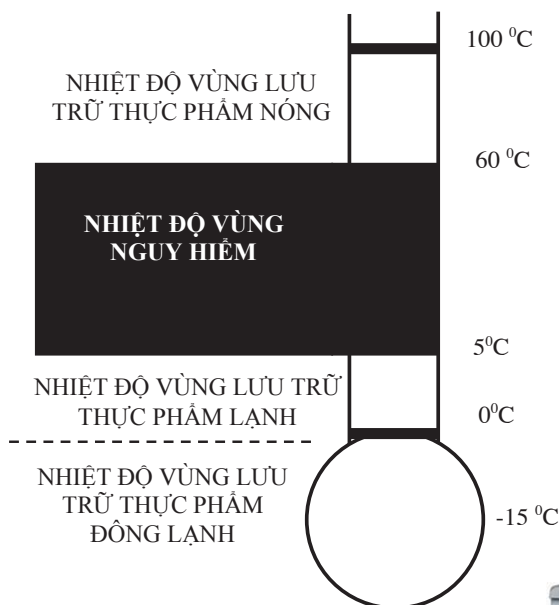 100 ⁰C
NHIỆT ĐỘ VÙNG LƯU
TRỮ THỰC PHẨM NÓNG
60 ⁰C
NHIỆT ĐỘ VÙNG
NGUY HIỂM
5⁰C
NHIỆT ĐỘ VÙNG LƯU TRỮ
THỰC PHẨM LẠNH
0⁰C
NHIỆT ĐỘ VÙNG LƯU
TRỮ THỰC PHẨM
ĐÔNG LẠNH
-15 ⁰C